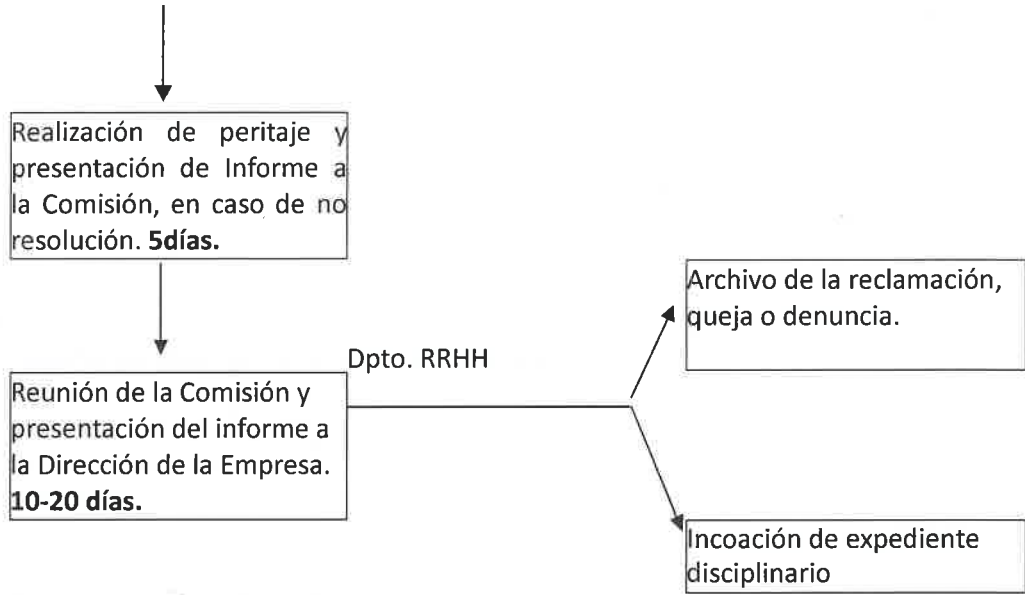 Realización de peritaje y
presentación de Informe a
la Comisión, en caso de no
resolución. 5días.
Archivo de la reclamación,
queja o denuncia.
Dpto. RRHH
Reunión de la Comisión y
presentación del informe a
la Dirección de la Empresa.
10-20 días.
Incoación de expediente
disciplinario